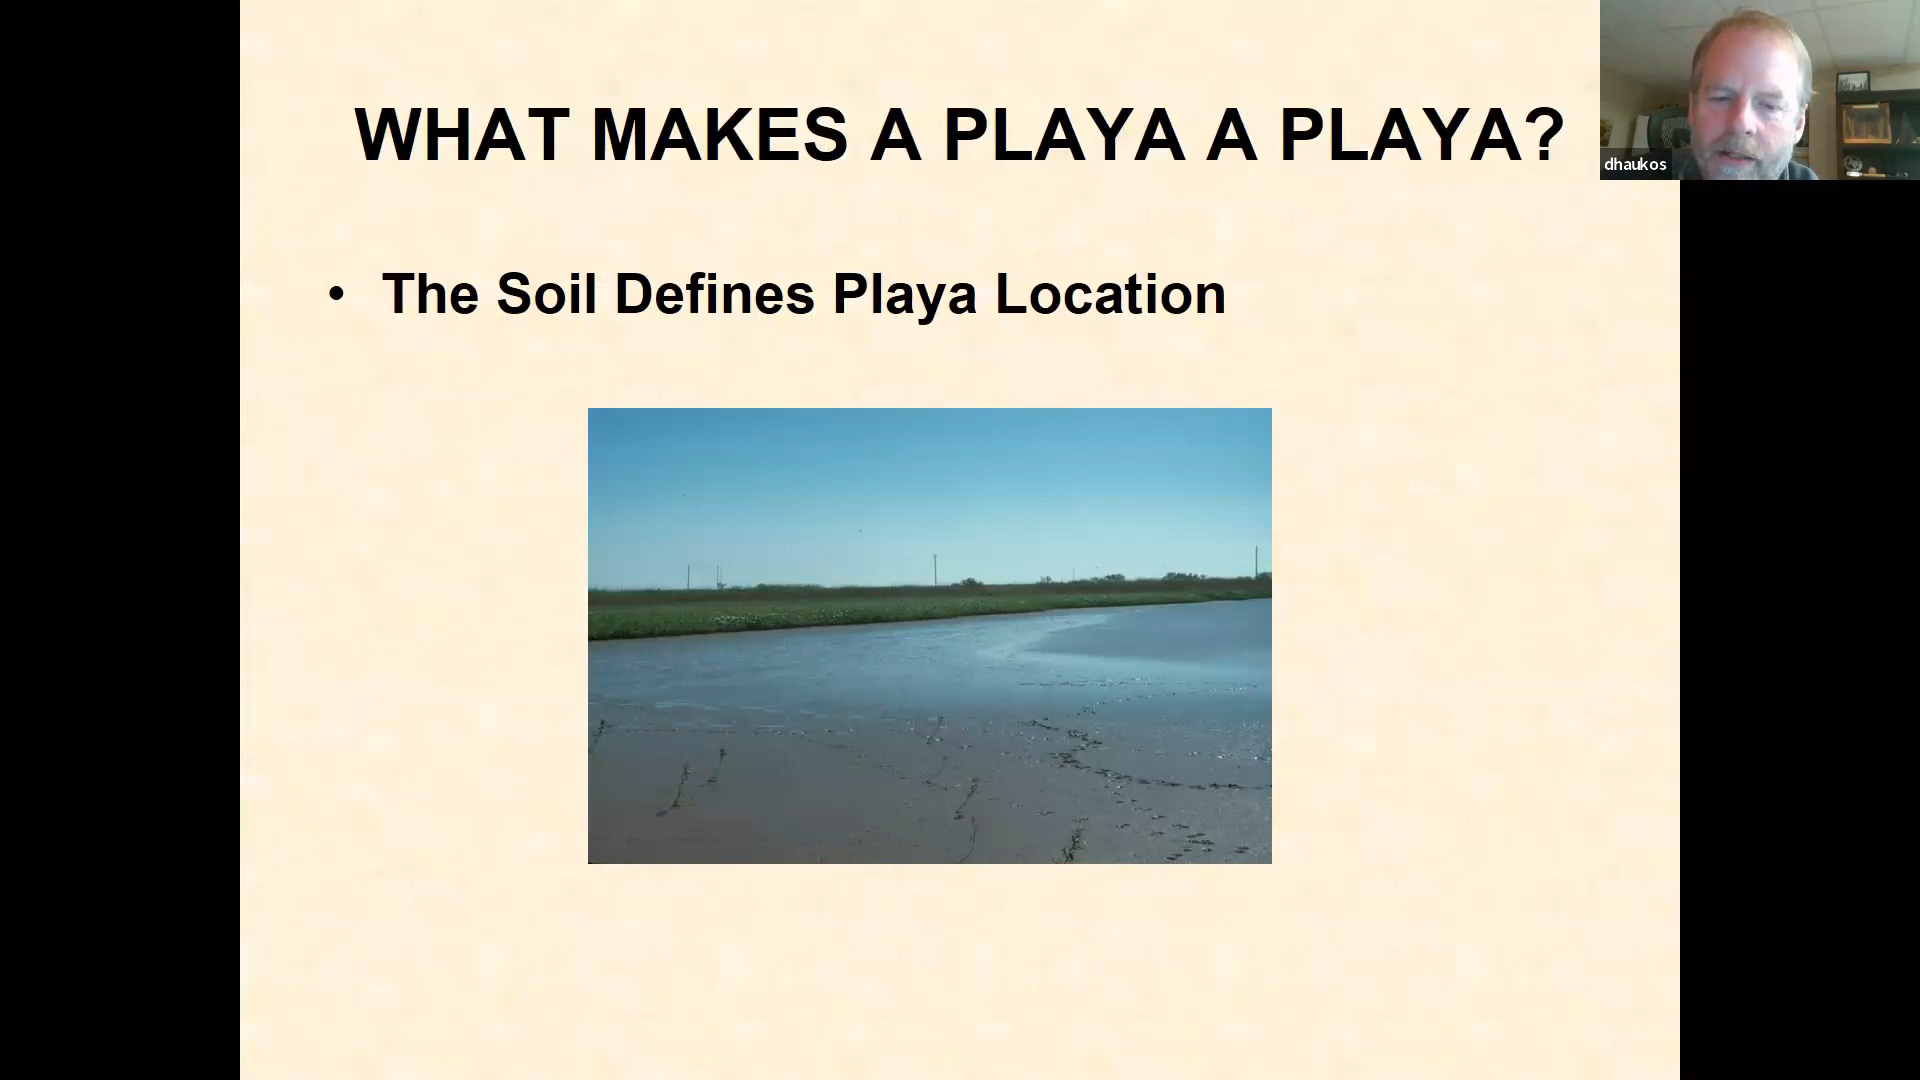 WHAT MAKES A PLAYA A PLAYA?
dhaukos
• The Soil Defines Playa Location